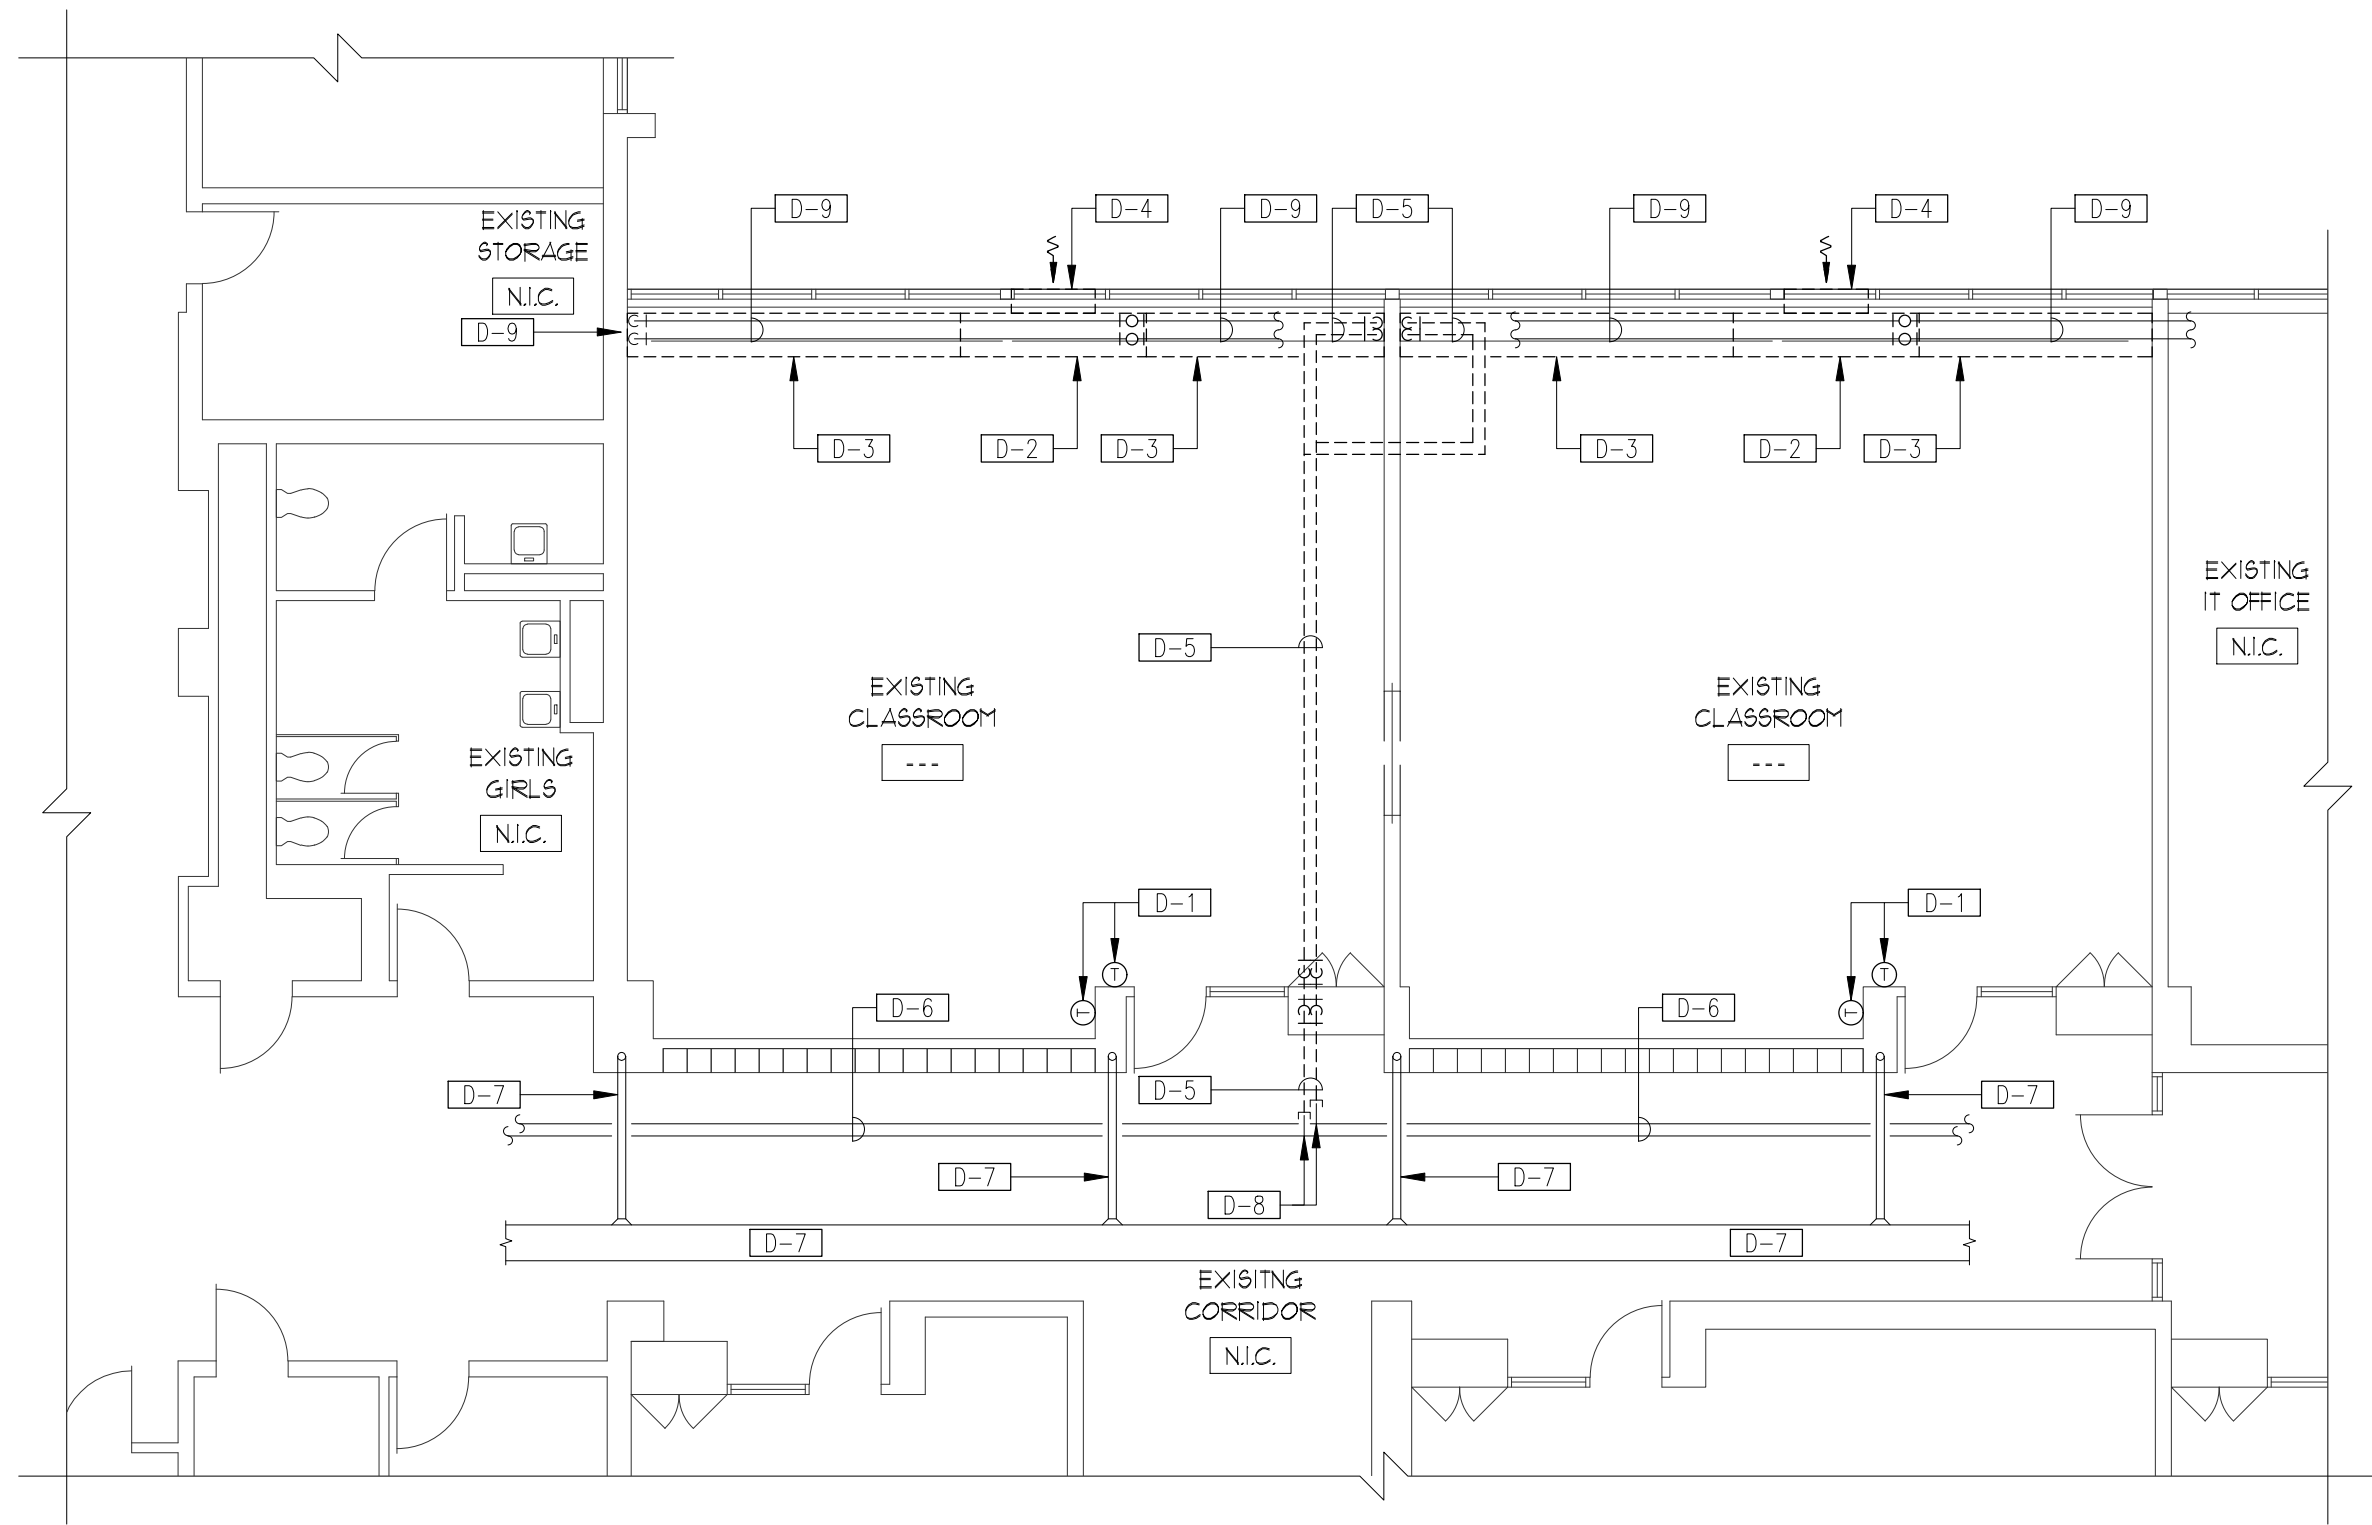 D-9
D-4
D-9
D-5
D-9
D-4
D-9
EXISTING
STORAGE
N.I.C.
D-9
D-3
D-2
D-3
D-3
D-2
D-3
EXISTING
IT OFFICE
N.I.C.
D-5
EXISTING
CLASSROOM
---
EXISTING
CLASSROOM
---
EXISTING
GIRLS
N.I.C.
D-1
D-1
T
T
T
T
D-6
D-6
D-7
D-5
D-7
D-7
D-7
D-8
D-7
D-7
EXISITNG
CORRIDOR
N.I.C.